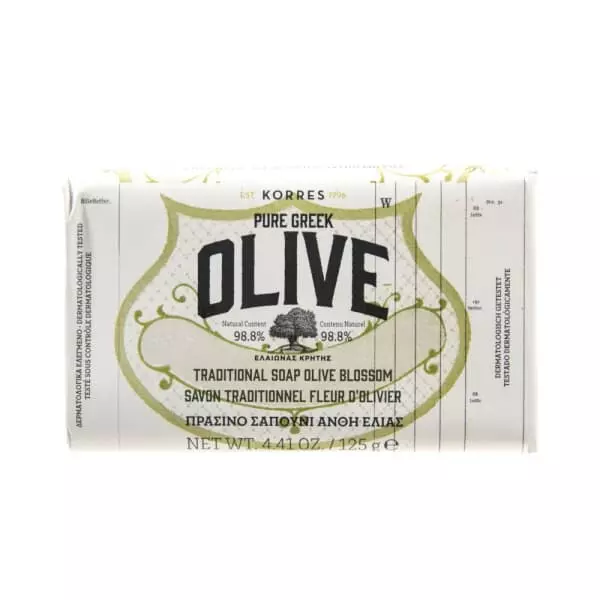 EST. KORRES 1996
PURE GREEK
OLIVE
Natural Content
98.8%
Contenu Naturel
98.8%
ΕΛΑΙΩΝΑΣ ΚΡΗΤΗΣ
TRADITIONAL SOAP OLIVE BLOSSOM
SAVON TRADITIONNEL FLEUR D'OLIVIER
ΠΡΑΣΙΝΟ ΣΑΠΟΥΝΙ ΑΝΘΗ ΕΛΙΑΣ
NET WT. 4.41 OZ. / 125 g ℮
ΔΕΡΜΑΤΟΛΟΓΙΚΑ ΕΛΕΓΜΕΝΟ · DERMATOLOGICALLY TESTED
TESTÉ SOUS CONTRÔLE DERMATOLOGIQUE
W
DERMATOLOGISCH GETESTET
TESTADO DERMATOLÓGICAMENTE